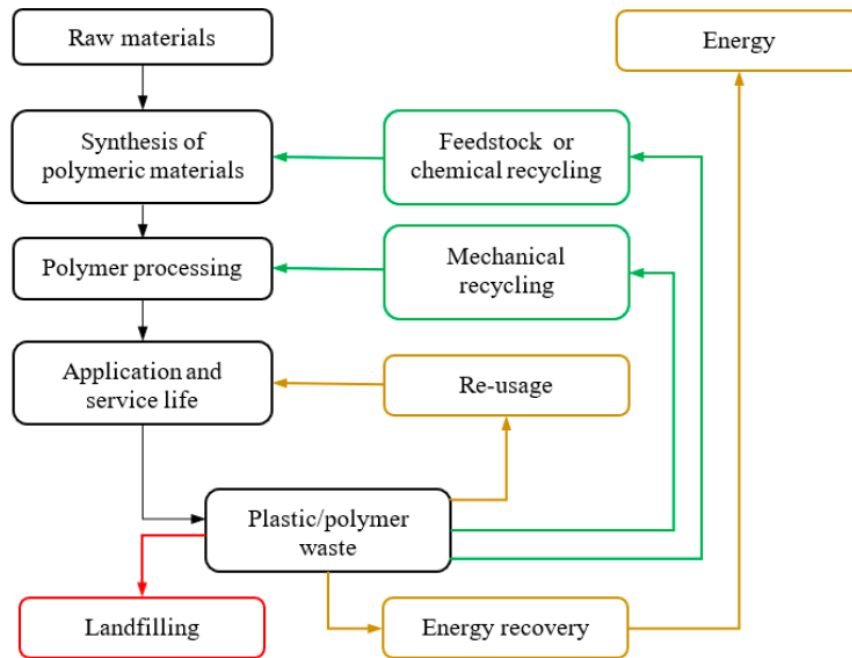 Raw materials
Energy
Synthesis of
polymeric materials
Feedstock or
chemical recycling
Polymer processing
Mechanical
recycling
Application and
service life
Re-usage
Plastic/polymer
waste
Landfilling
Energy recovery